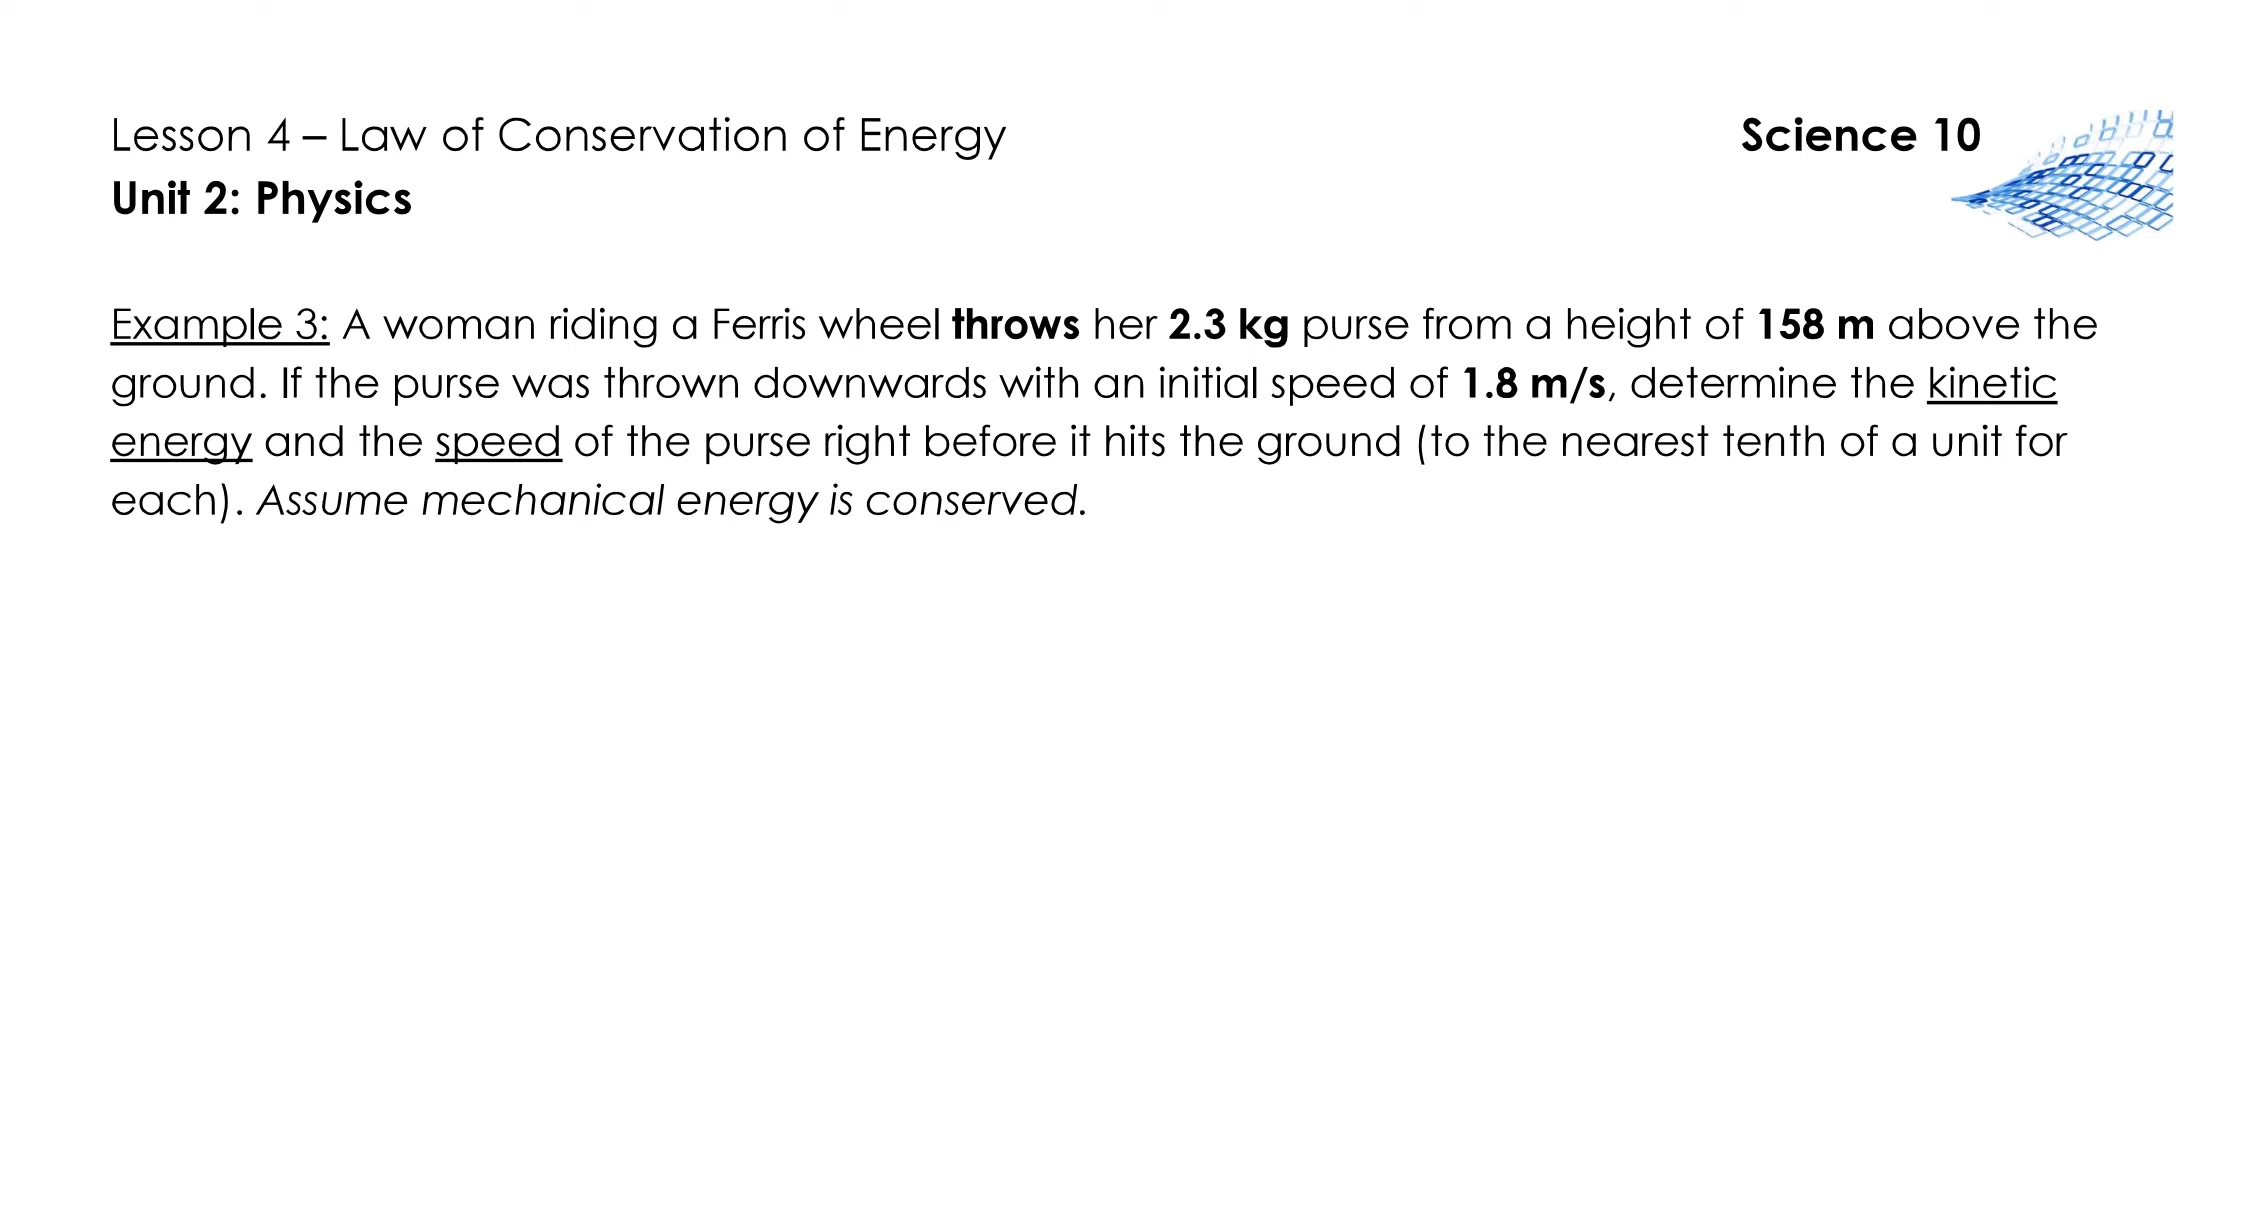 Lesson 4 – Law of Conservation of Energy
Science 10
Unit 2: Physics
Example 3: A woman riding a Ferris wheel throws her 2.3 kg purse from a height of 158 m above the
ground. If the purse was thrown downwards with an initial speed of 1.8 m/s, determine the kinetic
energy and the speed of the purse right before it hits the ground (to the nearest tenth of a unit for
each). Assume mechanical energy is conserved.